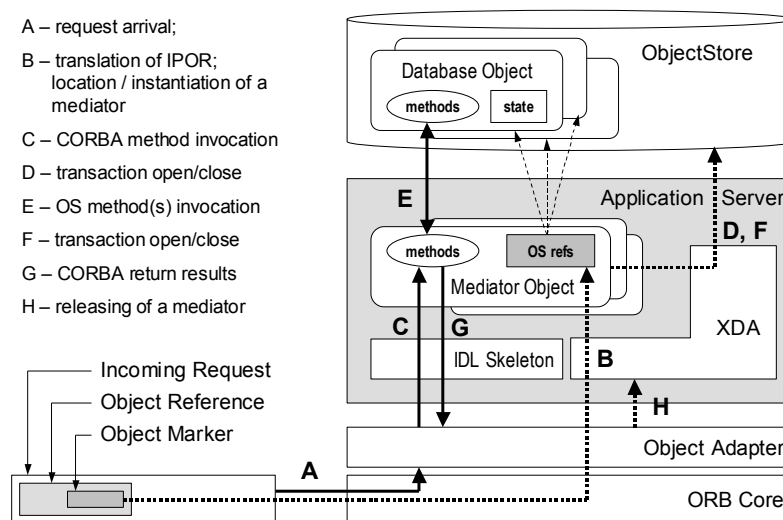 A – request arrival;
B – translation of IPOR;
location / instantiation of a
mediator
C – CORBA method invocation
D – transaction open/close
E – OS method(s) invocation
F – transaction open/close
G – CORBA return results
H – releasing of a mediator
ObjectStore
Database Object
methods
state
E
Application Server
D, F
methods
OS refs
Mediator Object
XDA
C
G
IDL Skeleton
B
H
Incoming Request
Object Reference
Object Marker
Object Adapter
A
ORB Core